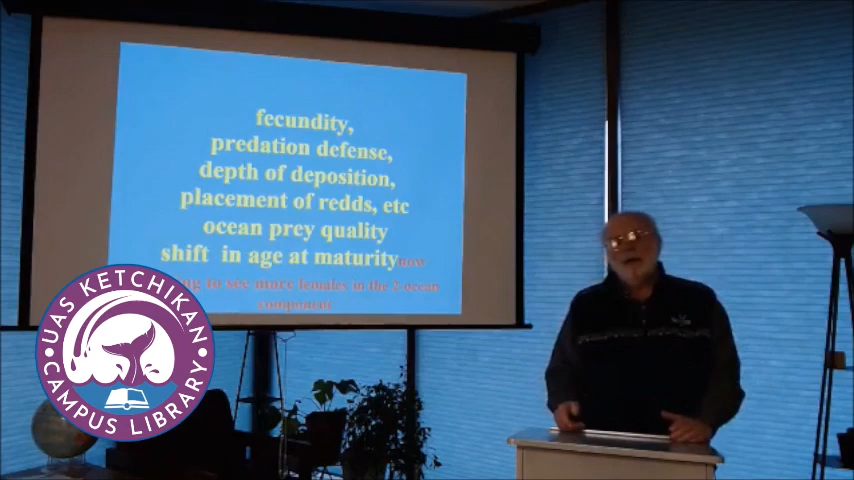 fecundity,
predation defense,
depth of deposition,
placement of redds, etc
ocean prey quality
shift in age at maturity now
to see more females in the 2 ocean
component
UAS KETCHIKAN
CAMPUS LIBRARY